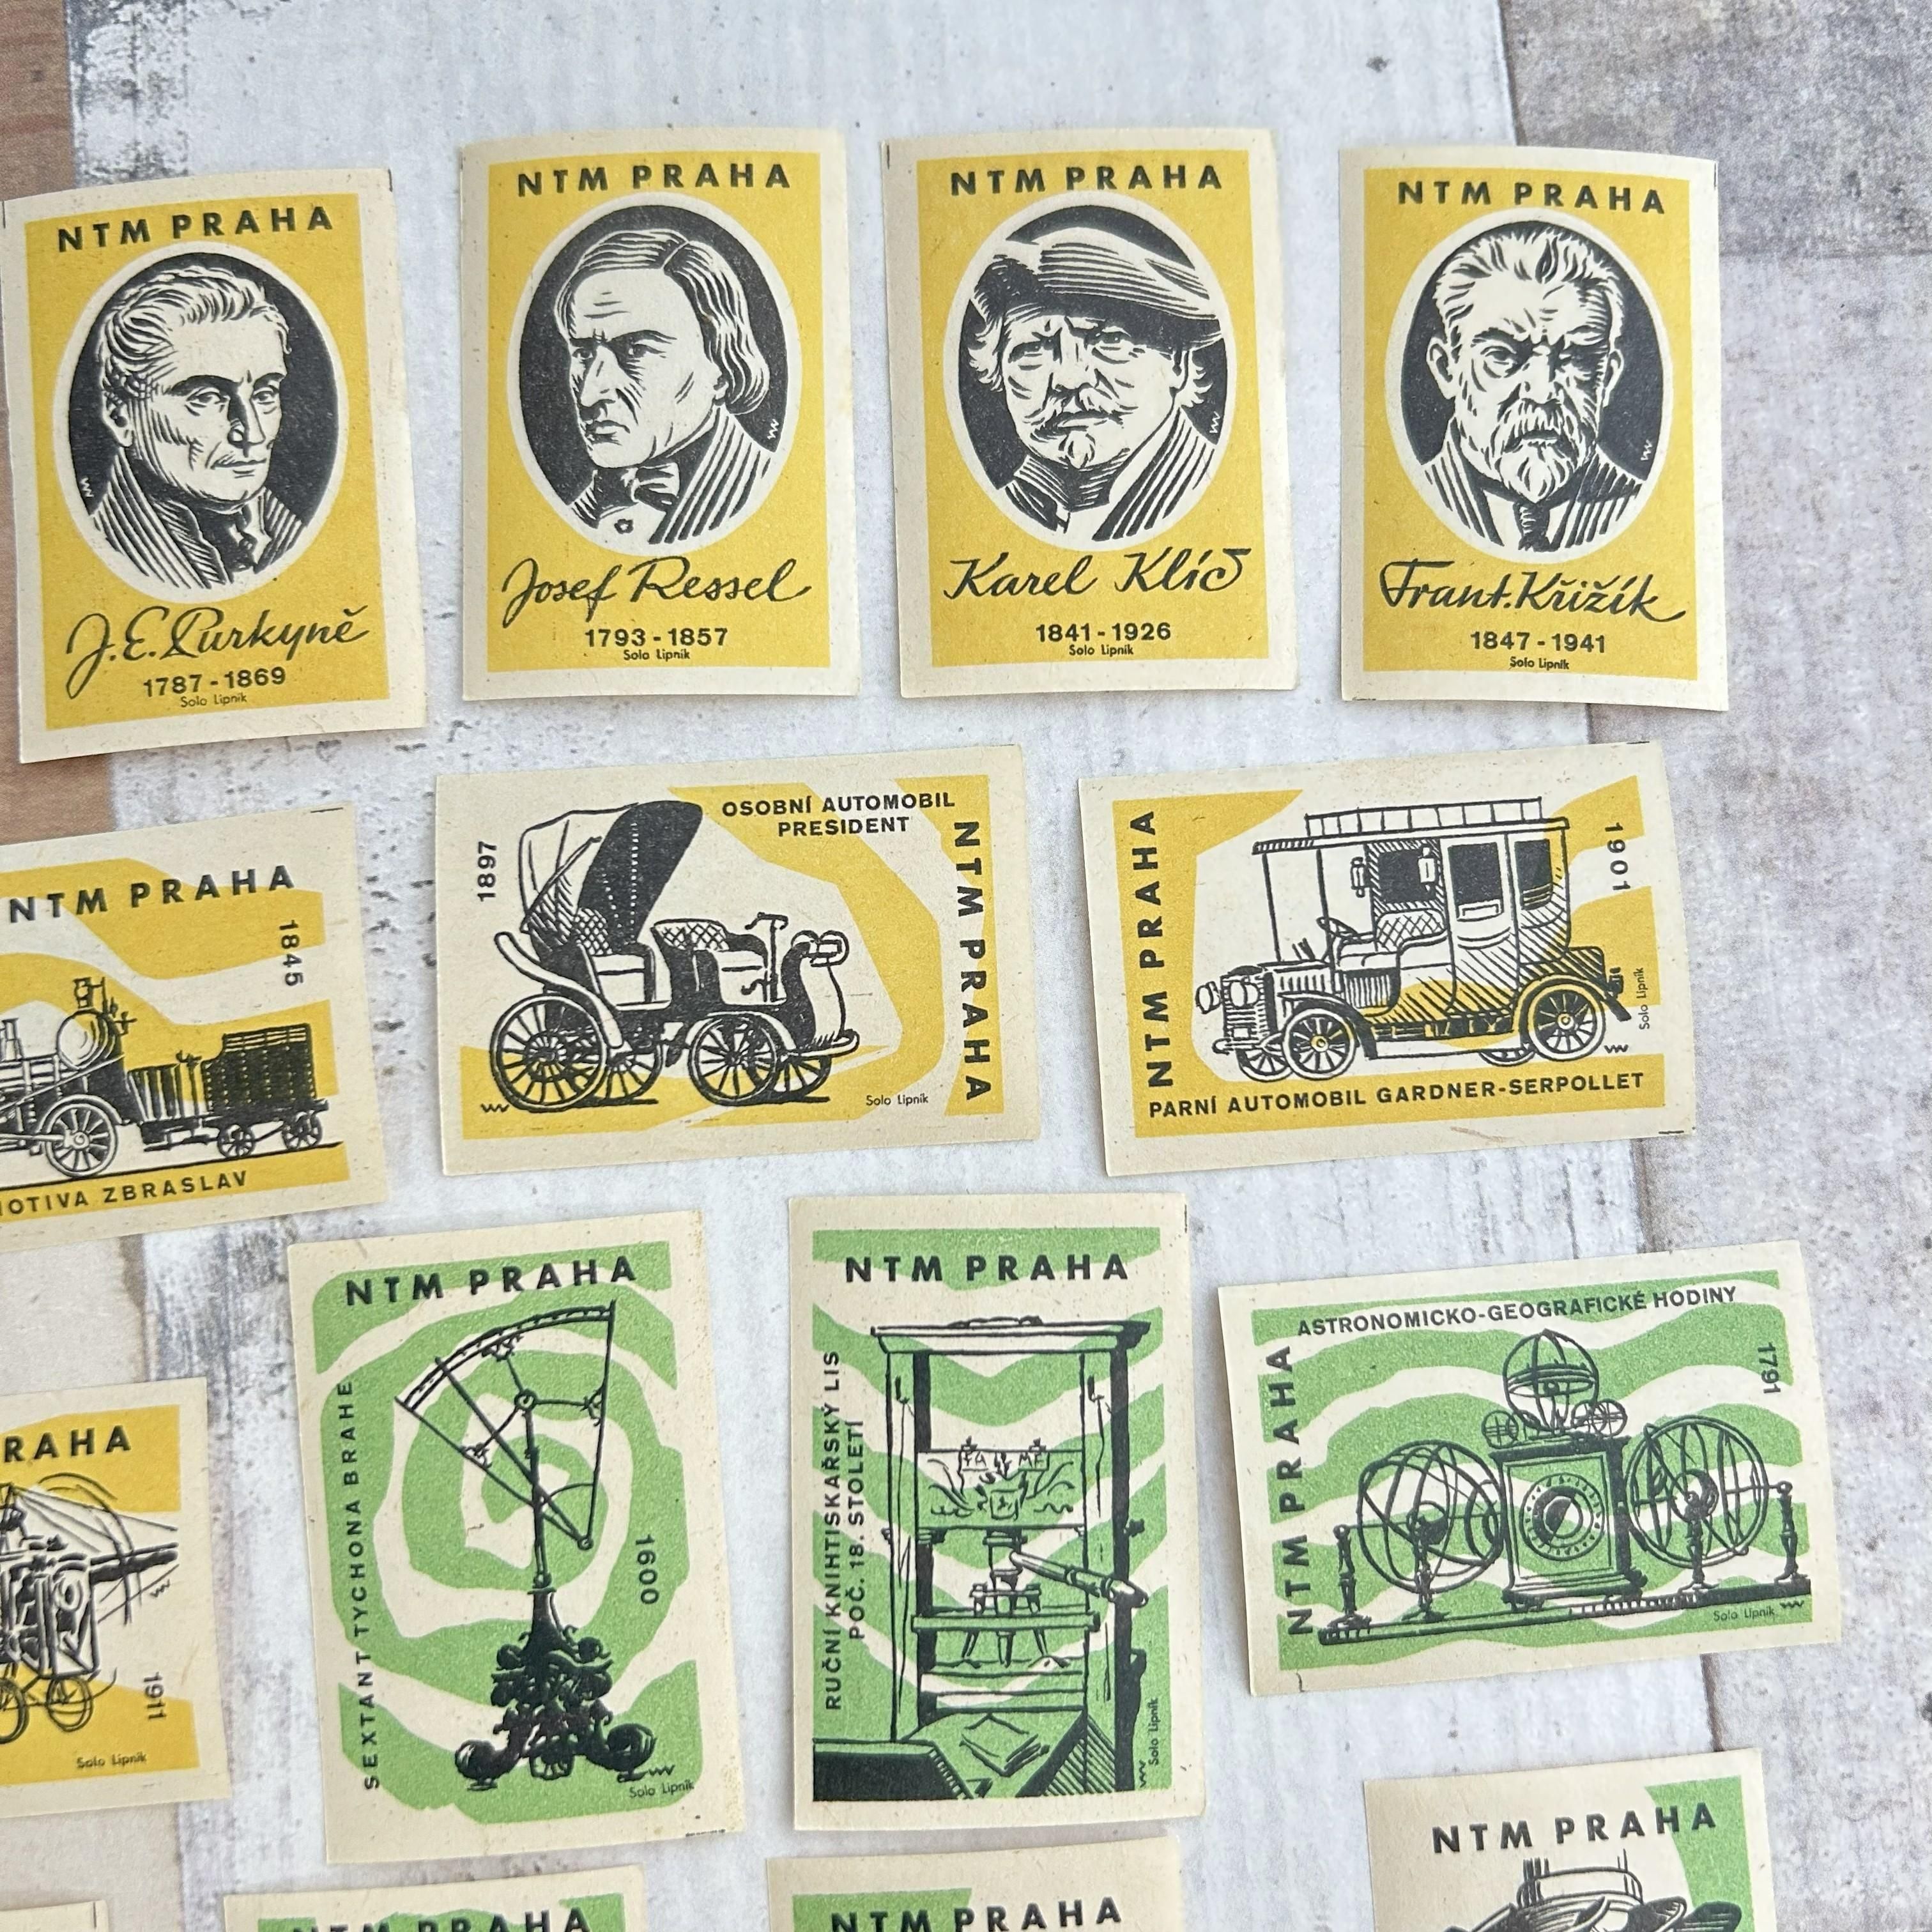 NTM PRAHA
J.E. Purkyně
1787 - 1869
Solo Lipník
NTM PRAHA
Josef Ressel
1793 - 1857
Solo Lipník
NTM PRAHA
Karel Klíč
1841 - 1926
Solo Lipník
NTM PRAHA
Frant. Křižík
1847 - 1941
Solo Lipník
NTM PRAHA
1845
ZBRASLAV
1897
OSOBNÍ AUTOMOBIL
PRESIDENT
NTM PRAHA
Solo Lipník
NTM PRAHA
1901
Solo Lipník
PARNÍ AUTOMOBIL GARDNER-SERPOLLET
RAHA
1911
Solo Lipník
NTM PRAHA
SEXTANT TYCHONA BRAHE
1600
Solo Lipník
NTM PRAHA
RUČNÍ KNIHTISKAŘSKÝ LIS
POČ. 18. STOLETÍ
Solo Lipník
ASTRONOMICKO-GEOGRAFICKÉ HODINY
NTM PRAHA
1791
Solo Lipník
NTM PRAHA
NTM PRAHA
NTM PRAHA